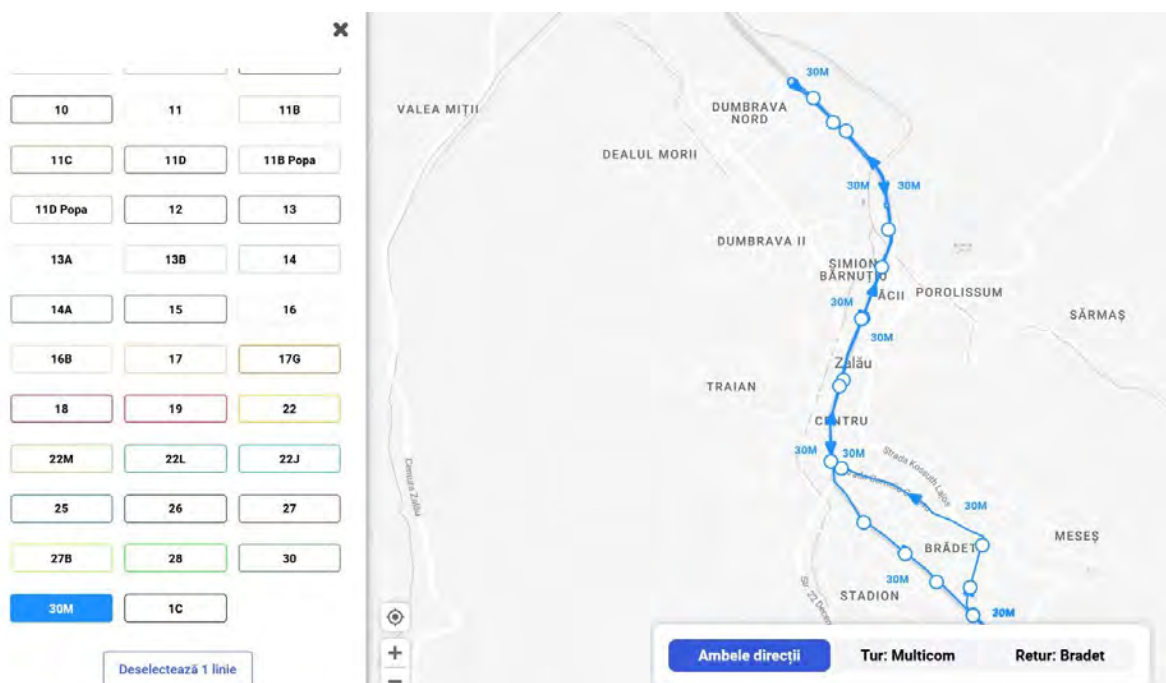 10 11 11B
11C 11D 11B Popa
11D Popa 12 13
13A 13B 14
14A 15 16
16B 17 17G
18 19 22
22M 22L 22J
25 26 27
27B 28 30
30M 1C
Deselectează 1 linie
30M
VALEA MIȚII
DUMBRAVA
NORD
DEALUL MORII
30M 30M
DUMBRAVA II
SIMION
BĂRNUȚIU
ĂCII
POROLISSUM
30M
SĂRMAȘ
30M
Zalău
TRAIAN
CENTRU
30M 30M
Strada Kossuth Lajos
Centura Zalău
30M
MESEȘ
BRĂDET
30M
STADION
30M
Ambele direcții Tur: Multicom Retur: Bradet